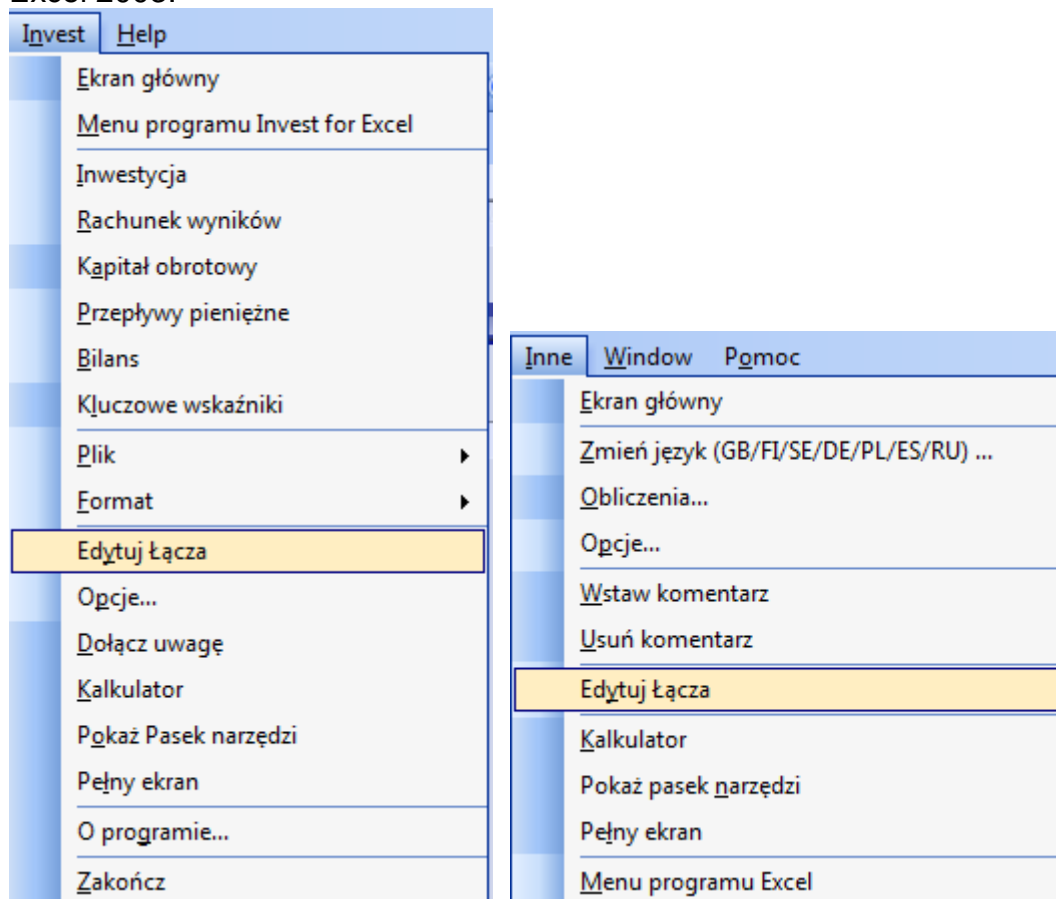 Invest Help
Ekran główny
Menu programu Invest for Excel
Inwestycja
Rachunek wyników
Kapitał obrotowy
Przepływy pieniężne
Bilans
Kluczowe wskaźniki
Plik
Format
Edytuj Łącza
Opcje...
Dołącz uwagę
Kalkulator
Pokaż Pasek narzędzi
Pełny ekran
O programie...
Zakończ
Inne Window Pomoc
Ekran główny
Zmień język (GB/FI/SE/DE/PL/ES/RU) ...
Obliczenia...
Opcje...
Wstaw komentarz
Usuń komentarz
Edytuj Łącza
Kalkulator
Pokaż pasek narzędzi
Pełny ekran
Menu programu Excel